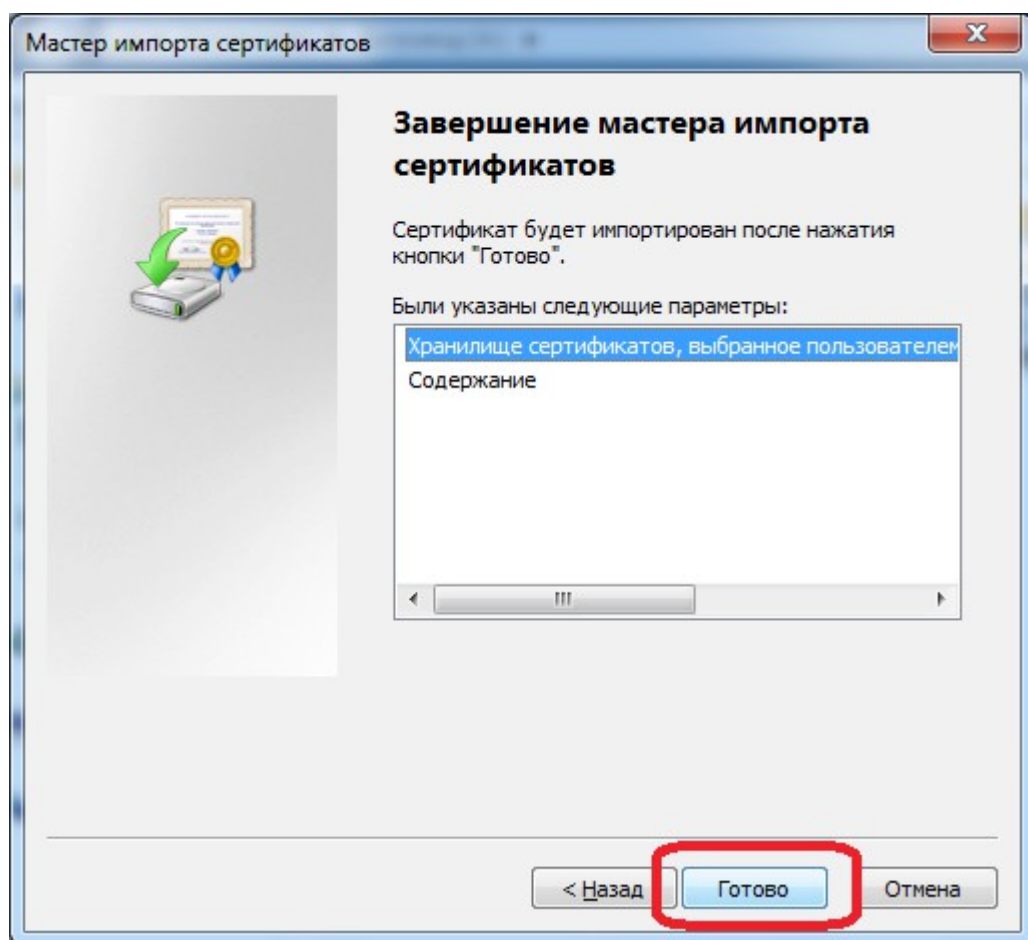 Мастер импорта сертификатов
Завершение мастера импорта
сертификатов
Сертификат будет импортирован после нажатия
кнопки "Готово".
Были указаны следующие параметры:
Хранилище сертификатов, выбранное пользователем
Содержание
< Назад
Готово
Отмена